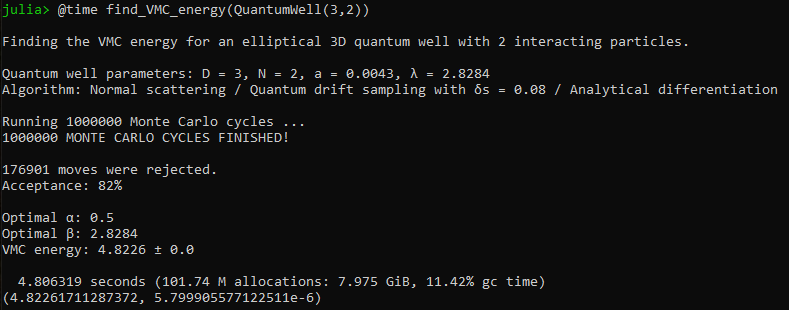 julia> @time find_VMC_energy(QuantumWell(3,2))
Finding the VMC energy for an elliptical 3D quantum well with 2 interacting particles.
Quantum well parameters: D = 3, N = 2, a = 0.0043, λ = 2.8284
Algorithm: Normal scattering / Quantum drift sampling with δs = 0.08 / Analytical differentiation
Running 1000000 Monte Carlo cycles ...
1000000 MONTE CARLO CYCLES FINISHED!
176901 moves were rejected.
Acceptance: 82%
Optimal α: 0.5
Optimal β: 2.8284
VMC energy: 4.8226 ± 0.0
4.806319 seconds (101.74 M allocations: 7.975 GiB, 11.42% gc time)
(4.82261711287372, 5.799905577122511e-6)